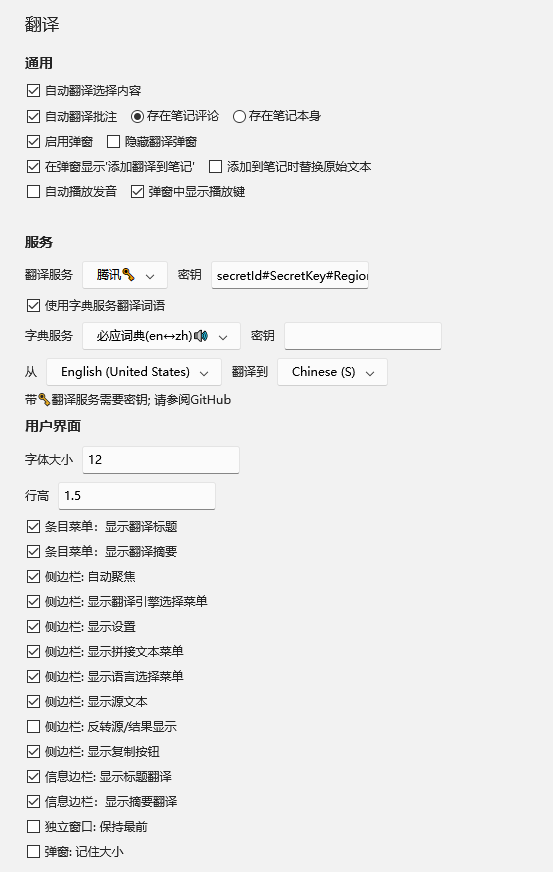 翻译
通用
自动翻译选择内容
自动翻译批注 存在笔记评论 存在笔记本身
启用弹窗 隐藏翻译弹窗
在弹窗显示'添加翻译到笔记' 添加到笔记时替换原始文本
自动播放发音 弹窗中显示播放键
服务
翻译服务 腾讯🗝️ 密钥 secretId#SecretKey#Region
使用字典服务翻译词语
字典服务 必应词典(en↔zh)🔊 密钥
从 English (United States) 翻译到 Chinese (S)
带🗝️翻译服务需要密钥; 请参阅GitHub
用户界面
字体大小 12
行高 1.5
条目菜单：显示翻译标题
条目菜单：显示翻译摘要
侧边栏: 自动聚焦
侧边栏: 显示翻译引擎选择菜单
侧边栏: 显示设置
侧边栏: 显示拼接文本菜单
侧边栏: 显示语言选择菜单
侧边栏: 显示源文本
侧边栏: 反转源/结果显示
侧边栏: 显示复制按钮
信息边栏: 显示标题翻译
信息边栏：显示摘要翻译
独立窗口: 保持最前
弹窗: 记住大小